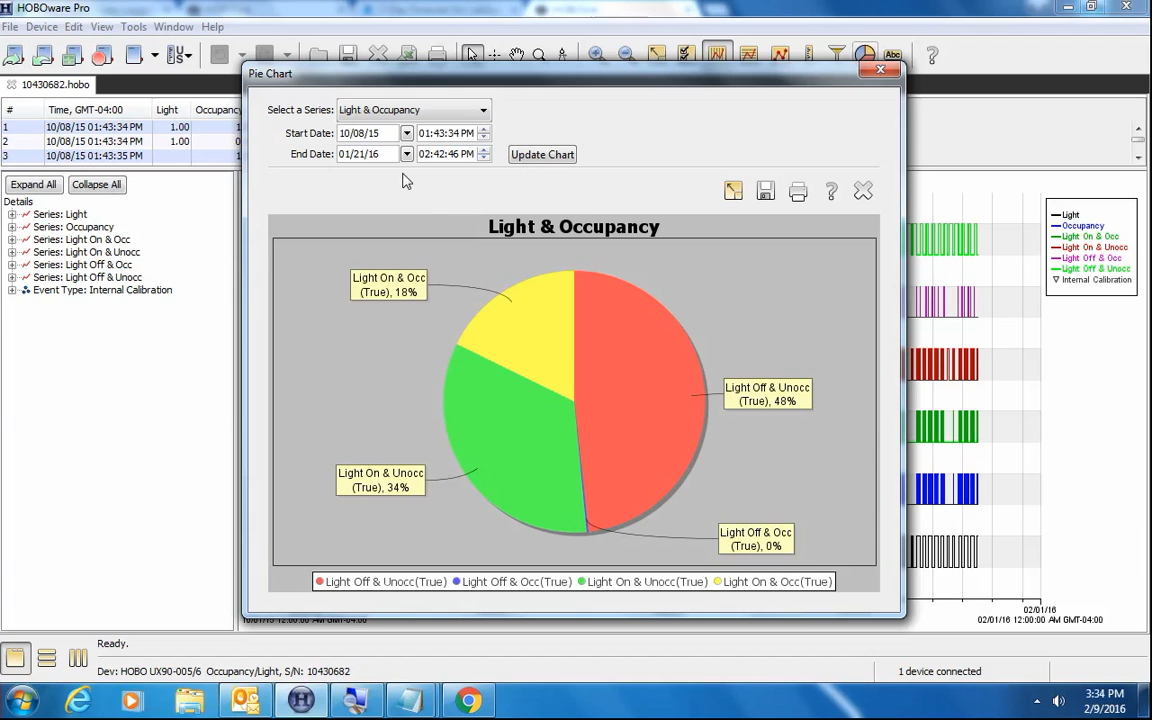 HOBOware Pro
File Device Edit View Tools Window Help
10430682.hobo
# Time, GMT-04:00 Light Occupancy
1 10/08/15 01:43:34 PM 1.00
2 10/08/15 01:43:34 PM 1.00
3 10/08/15 01:43:35 PM
Expand All Collapse All
Details
Series: Light
Series: Occupancy
Series: Light On & Occ
Series: Light On & Unocc
Series: Light Off & Occ
Series: Light Off & Unocc
Event Type: Internal Calibration
Pie Chart
Select a Series: Light & Occupancy
Start Date: 10/08/15 01:43:34 PM
End Date: 01/21/16 02:42:46 PM Update Chart
Light & Occupancy
Light On & Occ
(True), 18%
Light Off & Unocc
(True), 48%
Light On & Unocc
(True), 34%
Light Off & Occ
(True), 0%
Light Off & Unocc(True) Light Off & Occ(True) Light On & Unocc(True) Light On & Occ(True)
Light
Occupancy
Light On & Occ
Light On & Unocc
Light Off & Occ
Light Off & Unocc
Internal Calibration
Abc
02/01/16
02/01/16 12:00:00 AM GMT-04:00
Ready.
Dev: HOBO UX90-005/6 Occupancy/Light, S/N: 10430682
1 device connected
3:34 PM
2/9/2016